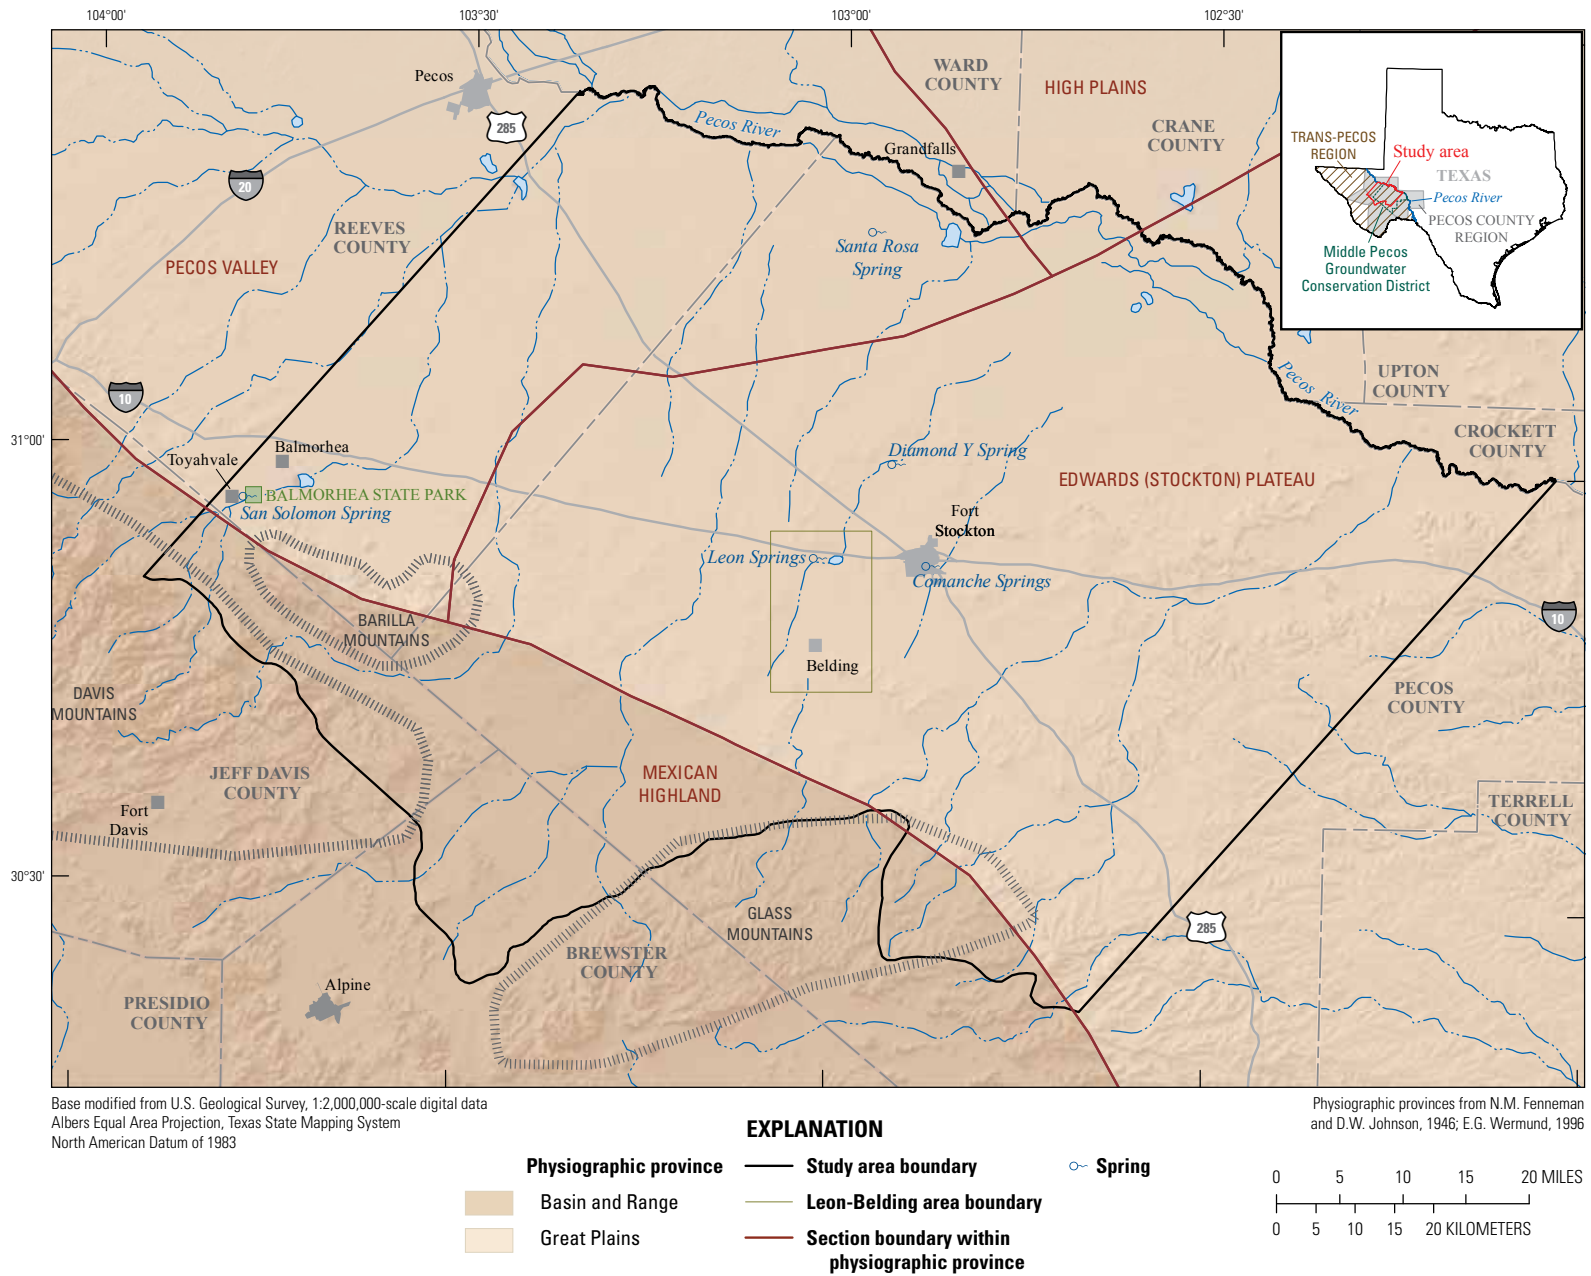 104°00'
103°30'
103°00'
102°30'
Pecos
285
WARD
COUNTY
HIGH PLAINS
Pecos River
CRANE
COUNTY
Grandfalls
TRANS-PECOS
REGION
Study area
TEXAS
Pecos River
PECOS COUNTY
REGION
Middle Pecos
Groundwater
Conservation District
20
REEVES
COUNTY
PECOS VALLEY
Santa Rosa
Spring
10
Pecos River
UPTON
COUNTY
31°00'
Balmorhea
Toyahvale
BALMORHEA STATE PARK
San Solomon Spring
Diamond Y Spring
CROCKETT
COUNTY
EDWARDS (STOCKTON) PLATEAU
Fort
Stockton
Leon Springs
Comanche Springs
10
BARILLA
MOUNTAINS
Belding
DAVIS
MOUNTAINS
PECOS
COUNTY
JEFF DAVIS
COUNTY
MEXICAN
HIGHLAND
Fort
Davis
TERRELL
COUNTY
30°30'
GLASS
MOUNTAINS
285
BREWSTER
COUNTY
Alpine
PRESIDIO
COUNTY
Base modified from U.S. Geological Survey, 1:2,000,000-scale digital data
Albers Equal Area Projection, Texas State Mapping System
North American Datum of 1983
Physiographic provinces from N.M. Fenneman
and D.W. Johnson, 1946; E.G. Wermund, 1996
EXPLANATION
Physiographic province
Basin and Range
Great Plains
Study area boundary
Leon-Belding area boundary
Section boundary within
physiographic province
Spring
0 5 10 15 20 MILES
0 5 10 15 20 KILOMETERS